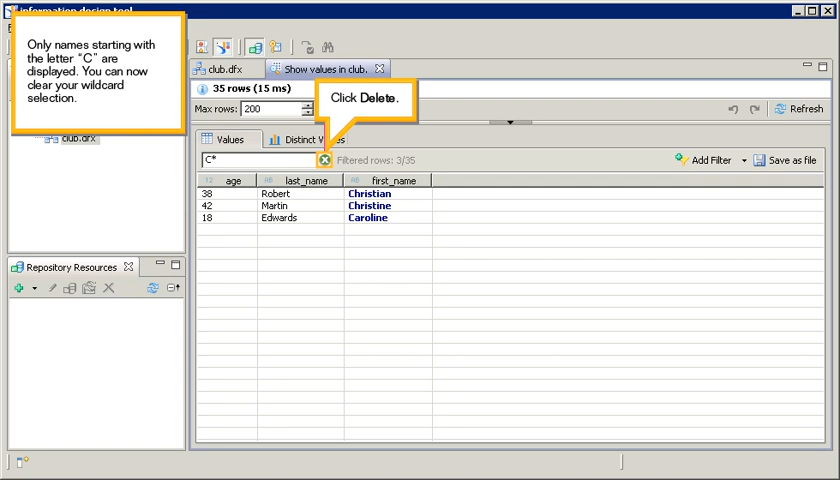 information design tool
Only names starting with
the letter "C" are
displayed. You can now
clear your wildcard
selection.
club.dfx
Show values in club.
35 rows (15 ms)
Click Delete.
Max rows: 200
Refresh
club.dfx
Values
Distinct Values
C*
Filtered rows: 3/35
Add Filter
Save as file
12 age
AB last_name
AB first_name
38 Robert Christian
42 Martin Christine
18 Edwards Caroline
Repository Resources